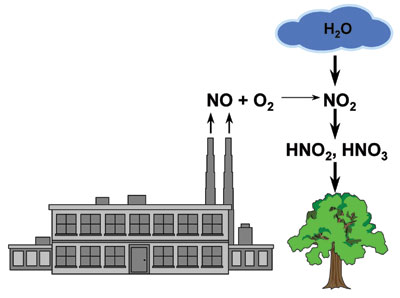 H₂O
NO + O₂ → NO₂
HNO₂, HNO₃